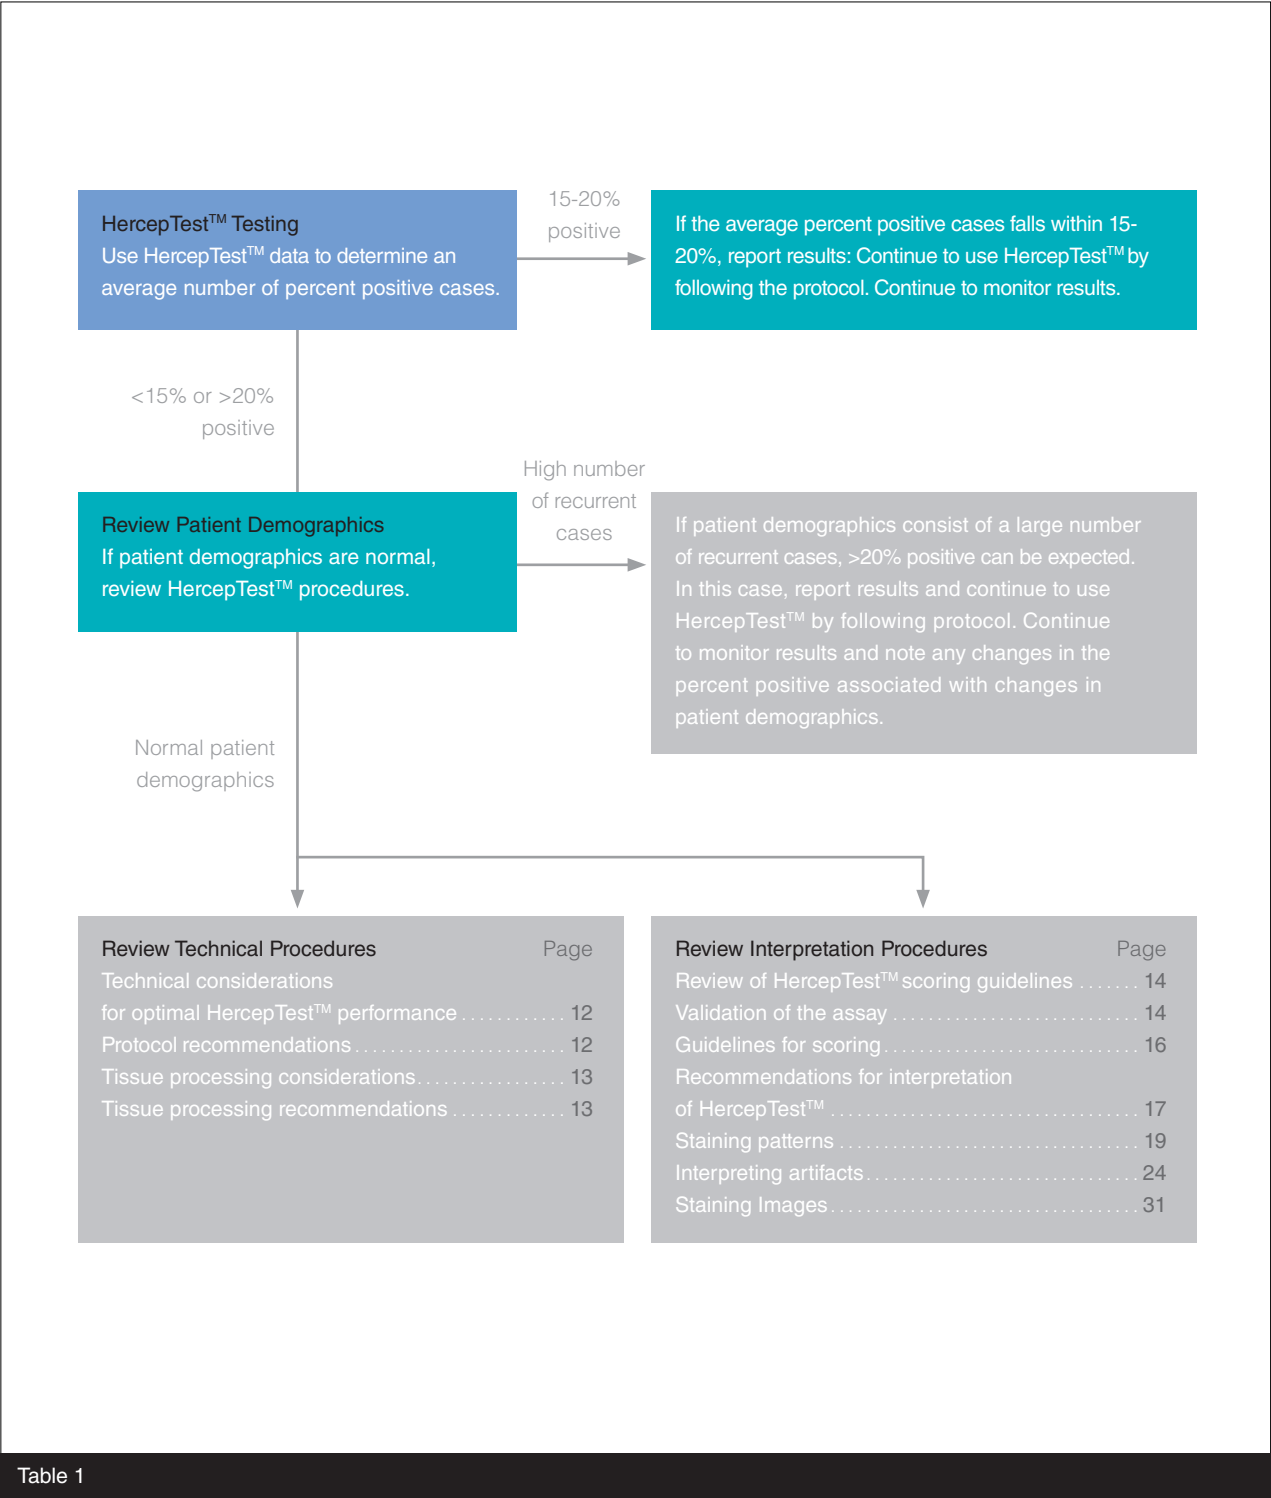 HercepTest™ Testing
Use HercepTest™ data to determine an
average number of percent positive cases.
15-20%
positive
If the average percent positive cases falls within 15-
20%, report results: Continue to use HercepTest™ by
following the protocol. Continue to monitor results.
<15% or >20%
positive
Review Patient Demographics
If patient demographics are normal,
review HercepTest™ procedures.
High number
of recurrent
cases
If patient demographics consist of a large number
of recurrent cases, >20% positive can be expected.
In this case, report results and continue to use
HercepTest™ by following protocol. Continue
to monitor results and note any changes in the
percent positive associated with changes in
patient demographics.
Normal patient
demographics
Review Technical Procedures Page
Technical considerations
for optimal HercepTest™ performance . . . . . . . . . . . . 12
Protocol recommendations . . . . . . . . . . . . . . . . . . . . . . . . 12
Tissue processing considerations . . . . . . . . . . . . . . . . . 13
Tissue processing recommendations . . . . . . . . . . . . . 13
Review Interpretation Procedures Page
Review of HercepTest™ scoring guidelines . . . . . . . 14
Validation of the assay . . . . . . . . . . . . . . . . . . . . . . . . . . . . 14
Guidelines for scoring . . . . . . . . . . . . . . . . . . . . . . . . . . . . . 16
Recommendations for interpretation
of HercepTest™ . . . . . . . . . . . . . . . . . . . . . . . . . . . . . . . . . . . 17
Staining patterns . . . . . . . . . . . . . . . . . . . . . . . . . . . . . . . . . . 19
Interpreting artifacts . . . . . . . . . . . . . . . . . . . . . . . . . . . . . . . 24
Staining Images . . . . . . . . . . . . . . . . . . . . . . . . . . . . . . . . . . . 31
Table 1